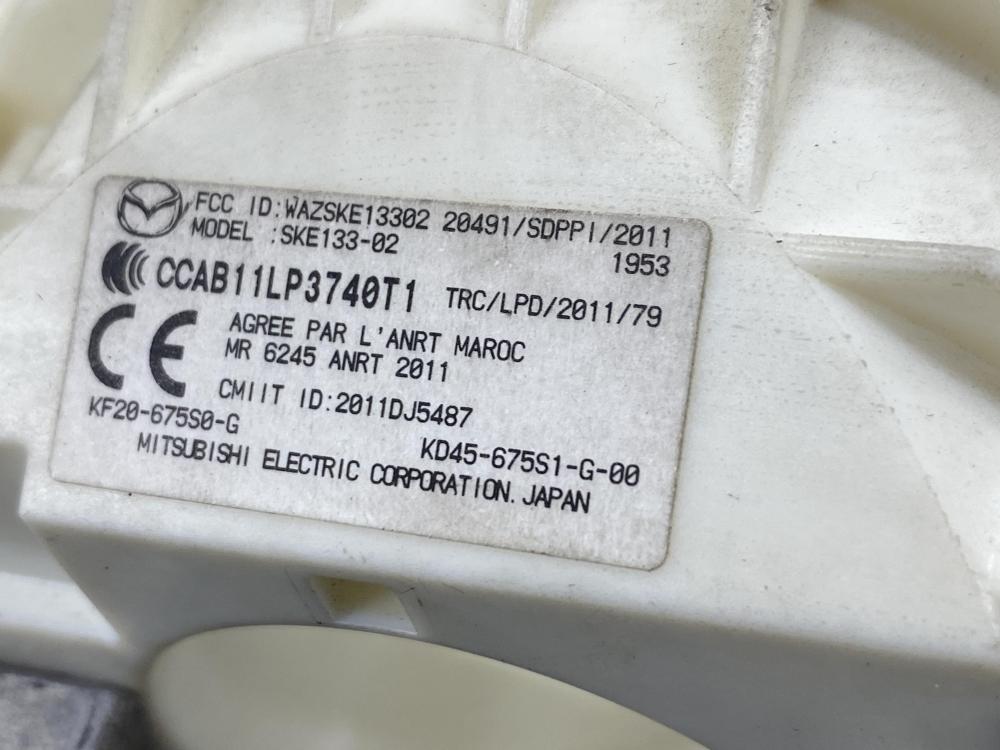 FCC ID:WAZSKE13302 20491/SDPPI/2011
MODEL :SKE133-02 1953
CCAB11LP3740T1 TRC/LPD/2011/79
AGREE PAR L'ANRT MAROC
MR 6245 ANRT 2011
CE
CMIIT ID:2011DJ5487
KF20-675S0-G KD45-675S1-G-00
MITSUBISHI ELECTRIC CORPORATION. JAPAN